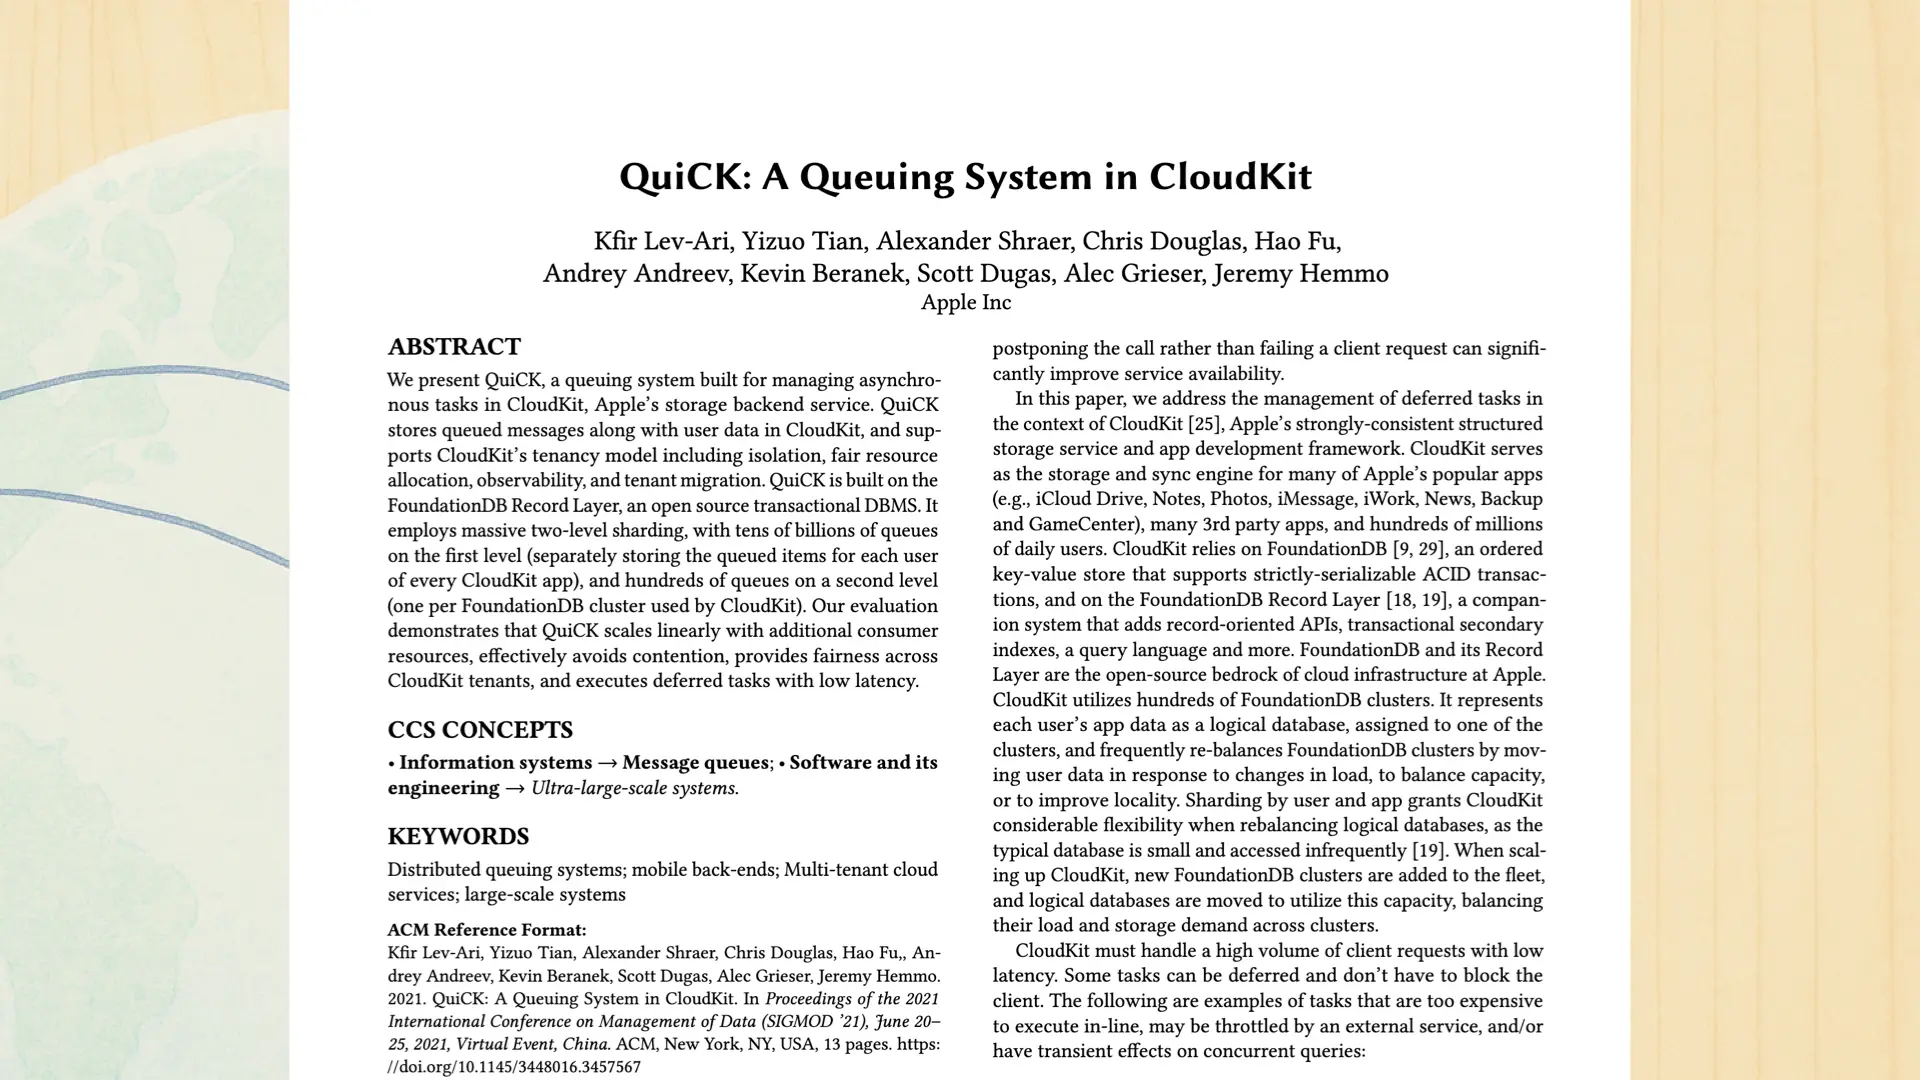 QuiCK: A Queuing System in CloudKit
Kfir Lev-Ari, Yizuo Tian, Alexander Shraer, Chris Douglas, Hao Fu,
Andrey Andreev, Kevin Beranek, Scott Dugas, Alec Grieser, Jeremy Hemmo
Apple Inc
ABSTRACT
We present QuiCK, a queuing system built for managing asynchro-
nous tasks in CloudKit, Apple's storage backend service. QuiCK
stores queued messages along with user data in CloudKit, and sup-
ports CloudKit's tenancy model including isolation, fair resource
allocation, observability, and tenant migration. QuiCK is built on the
FoundationDB Record Layer, an open source transactional DBMS. It
employs massive two-level sharding, with tens of billions of queues
on the first level (separately storing the queued items for each user
of every CloudKit app), and hundreds of queues on a second level
(one per FoundationDB cluster used by CloudKit). Our evaluation
demonstrates that QuiCK scales linearly with additional consumer
resources, effectively avoids contention, provides fairness across
CloudKit tenants, and executes deferred tasks with low latency.
CCS CONCEPTS
• Information systems → Message queues; • Software and its
engineering → Ultra-large-scale systems.
KEYWORDS
Distributed queuing systems; mobile back-ends; Multi-tenant cloud
services; large-scale systems
ACM Reference Format:
Kfir Lev-Ari, Yizuo Tian, Alexander Shraer, Chris Douglas, Hao Fu,, An-
drey Andreev, Kevin Beranek, Scott Dugas, Alec Grieser, Jeremy Hemmo.
2021. QuiCK: A Queuing System in CloudKit. In Proceedings of the 2021
International Conference on Management of Data (SIGMOD '21), June 20–
25, 2021, Virtual Event, China. ACM, New York, NY, USA, 13 pages. https:
//doi.org/10.1145/3448016.3457567
postponing the call rather than failing a client request can signifi-
cantly improve service availability.
In this paper, we address the management of deferred tasks in
the context of CloudKit [25], Apple's strongly-consistent structured
storage service and app development framework. CloudKit serves
as the storage and sync engine for many of Apple's popular apps
(e.g., iCloud Drive, Notes, Photos, iMessage, iWork, News, Backup
and GameCenter), many 3rd party apps, and hundreds of millions
of daily users. CloudKit relies on FoundationDB [9, 29], an ordered
key-value store that supports strictly-serializable ACID transac-
tions, and on the FoundationDB Record Layer [18, 19], a compan-
ion system that adds record-oriented APIs, transactional secondary
indexes, a query language and more. FoundationDB and its Record
Layer are the open-source bedrock of cloud infrastructure at Apple.
CloudKit utilizes hundreds of FoundationDB clusters. It represents
each user's app data as a logical database, assigned to one of the
clusters, and frequently re-balances FoundationDB clusters by mov-
ing user data in response to changes in load, to balance capacity,
or to improve locality. Sharding by user and app grants CloudKit
considerable flexibility when rebalancing logical databases, as the
typical database is small and accessed infrequently [19]. When scal-
ing up CloudKit, new FoundationDB clusters are added to the fleet,
and logical databases are moved to utilize this capacity, balancing
their load and storage demand across clusters.
CloudKit must handle a high volume of client requests with low
latency. Some tasks can be deferred and don't have to block the
client. The following are examples of tasks that are too expensive
to execute in-line, may be throttled by an external service, and/or
have transient effects on concurrent queries: